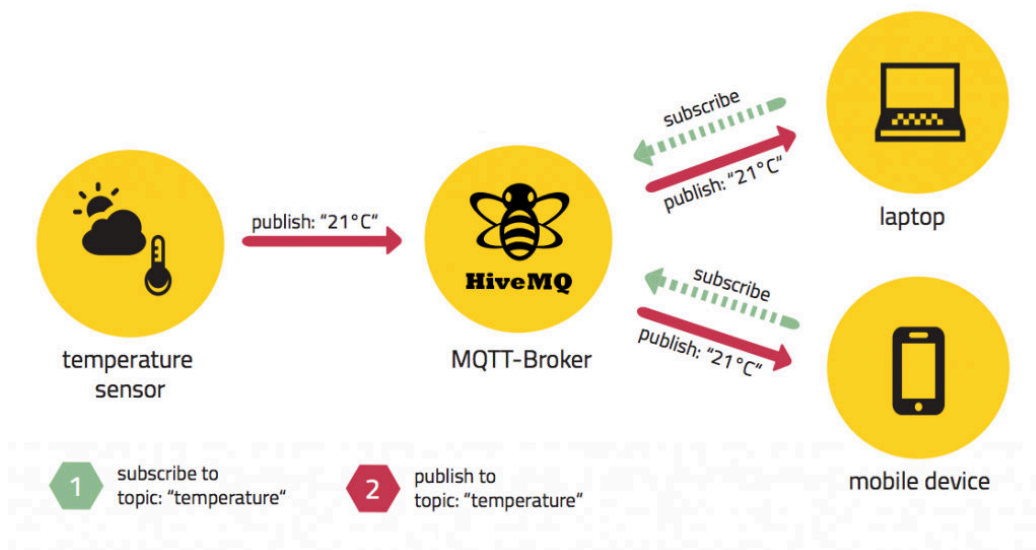 subscribe
publish: “21°C“
laptop
publish: “21°C“
HiveMQ
temperature
sensor
MQTT-Broker
subscribe
publish: “21°C“
mobile device
1
subscribe to
topic: “temperature“
2
publish to
topic: “temperature“